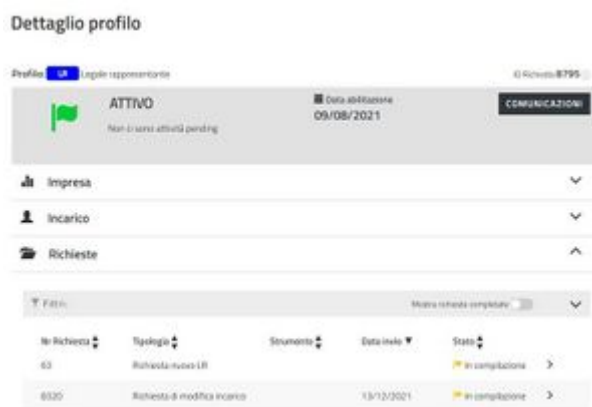 Dettaglio profilo
Profilo LR Legale rappresentante
ID Richiesta 8795
ATTIVO
Non ci sono attività pending
Data abilitazione
09/08/2021
COMUNICAZIONI
Impresa
Incarico
Richieste
Filtri
Mostra richieste completate
Nr Richiesta Tipologia Strumento Data invio Stato
63 Richiesta nuovo LR In compilazione
8320 Richiesta di modifica incarico 13/12/2021 In compilazione